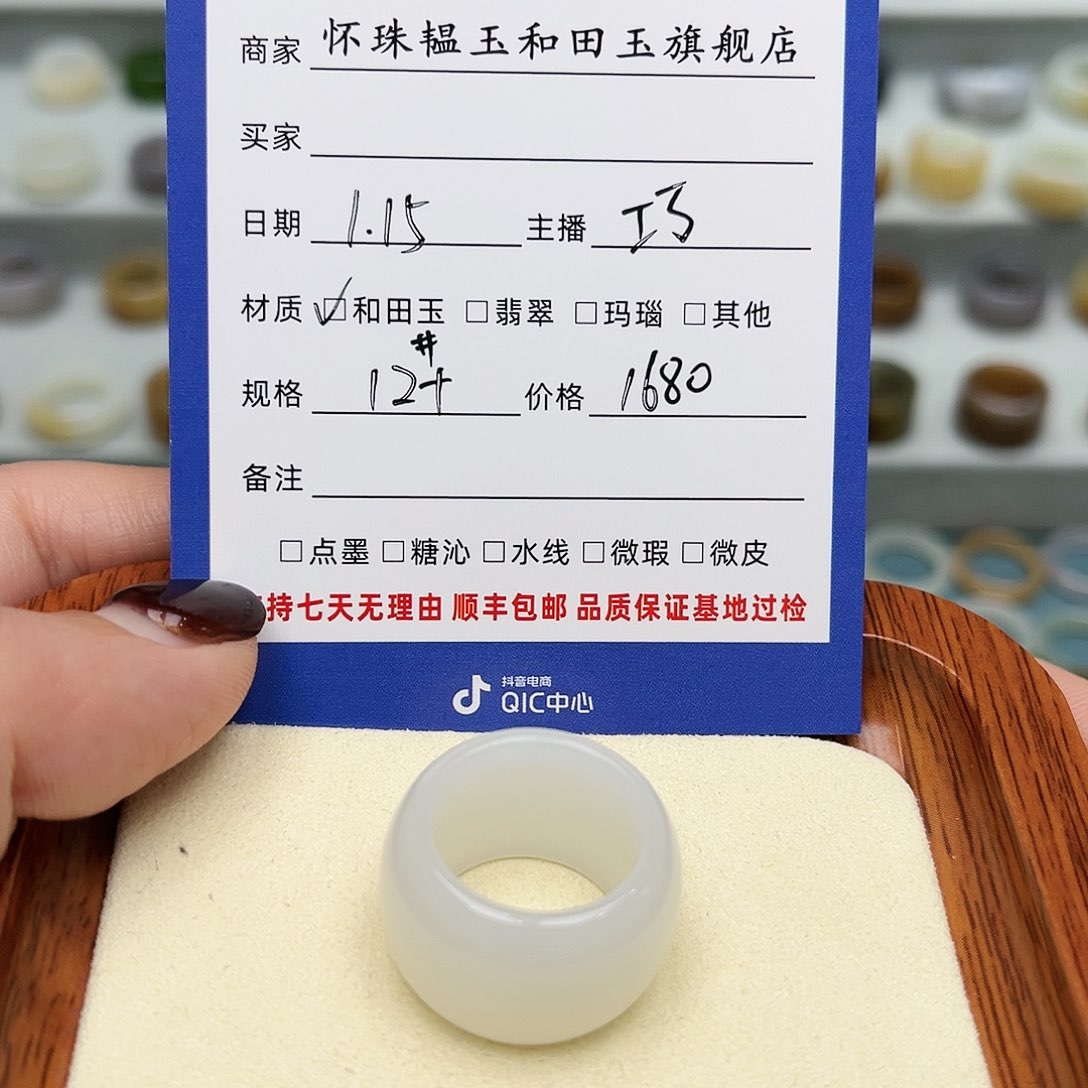 商家 怀珠韫玉和田玉旗舰店
买家
日期 1.15 主播 巧
材质 ☑和田玉 □翡翠 □玛瑙 □其他
规格 12+# 价格 1680
备注
□点墨 □糖沁 □水线 □微瑕 □微皮
持七天无理由 顺丰包邮 品质保证基地过检
抖音电商
QIC中心